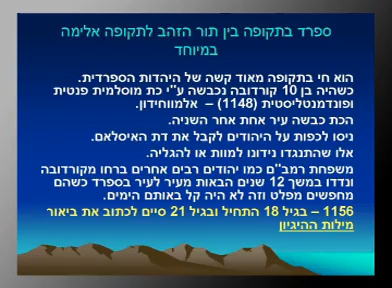 ספרד בתקופה בין תור הזהב לתקופה אלימה
במיוחד
הוא חי בתקופה מאוד קשה של היהדות הספרדית.
כשהיה בן 10 קורדובה נכבשה ע"י כת מוסלמית פנטית
ופונדמנטליסטית (1148) – אלמווחידון.
הכת כבשה עיר אחת אחר השניה.
ניסו לכפות על היהודים לקבל את דת האיסלאם.
אלו שהתנגדו נידונו למוות או להגליה.
משפחת רמב"ם כמו יהודים רבים אחרים ברחו מקורדובה
ונדדו במשך 12 שנים הבאות מעיר לעיר בספרד כשהם
מחפשים מפלט וזה לא היה קל באותם הימים.
1156 – בגיל 18 התחיל ובגיל 21 סיים לכתוב את ביאור
מילות ההיגיון